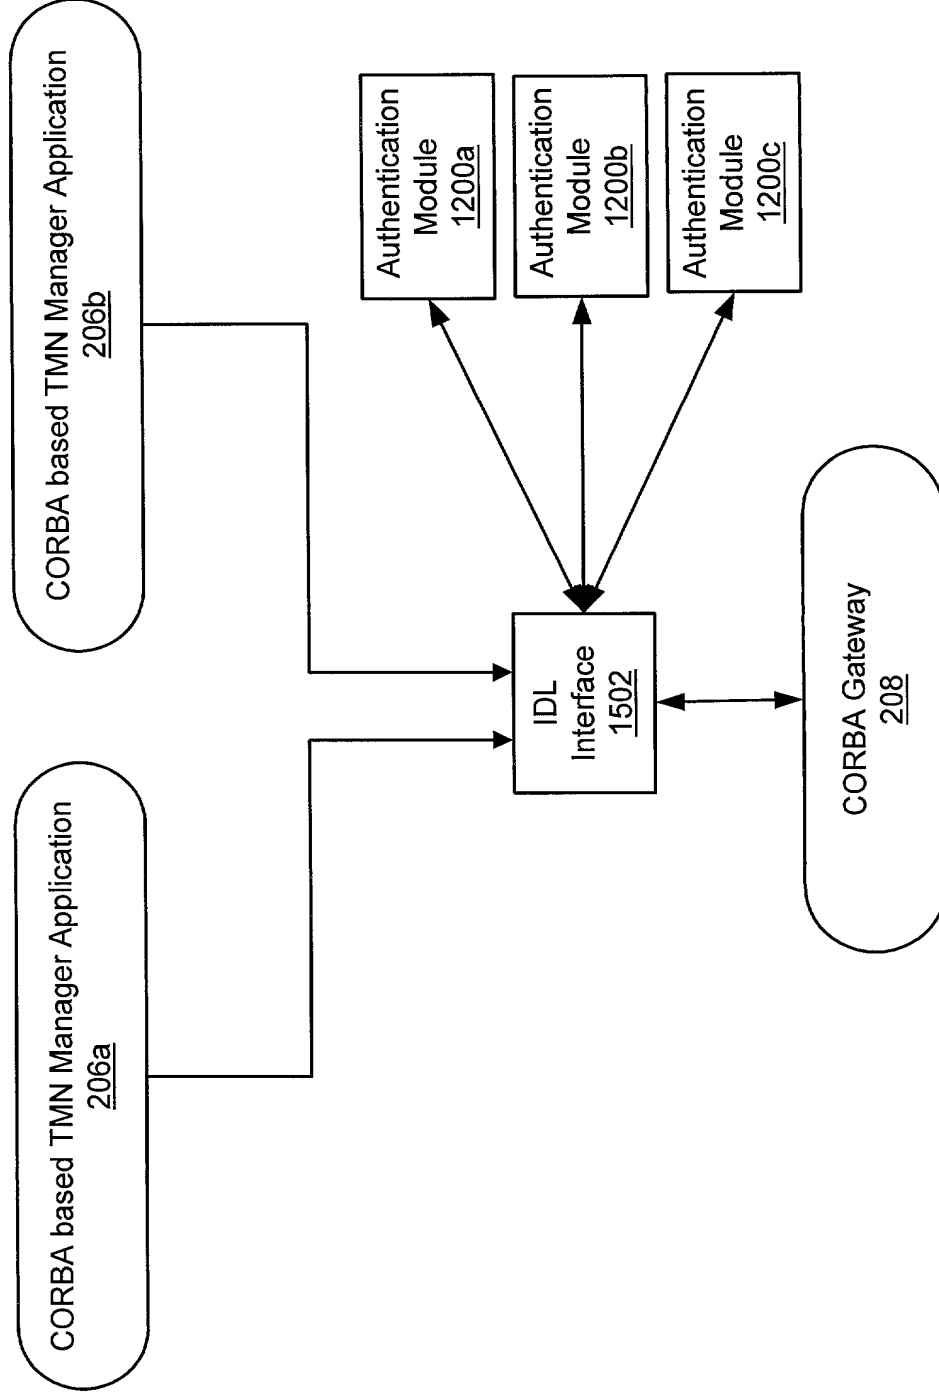 CORBA based TMN Manager Application
206a
CORBA based TMN Manager Application
206b
IDL
Interface
1502
Authentication
Module
1200a
Authentication
Module
1200b
Authentication
Module
1200c
CORBA Gateway
208